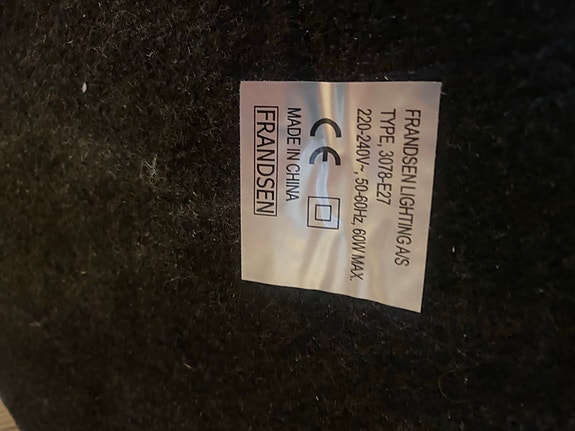 FRANDSEN LIGHTING A/S
TYPE, 3078-E27
220-240V~, 50-60Hz, 60W MAX.
CE
MADE IN CHINA
FRANDSEN